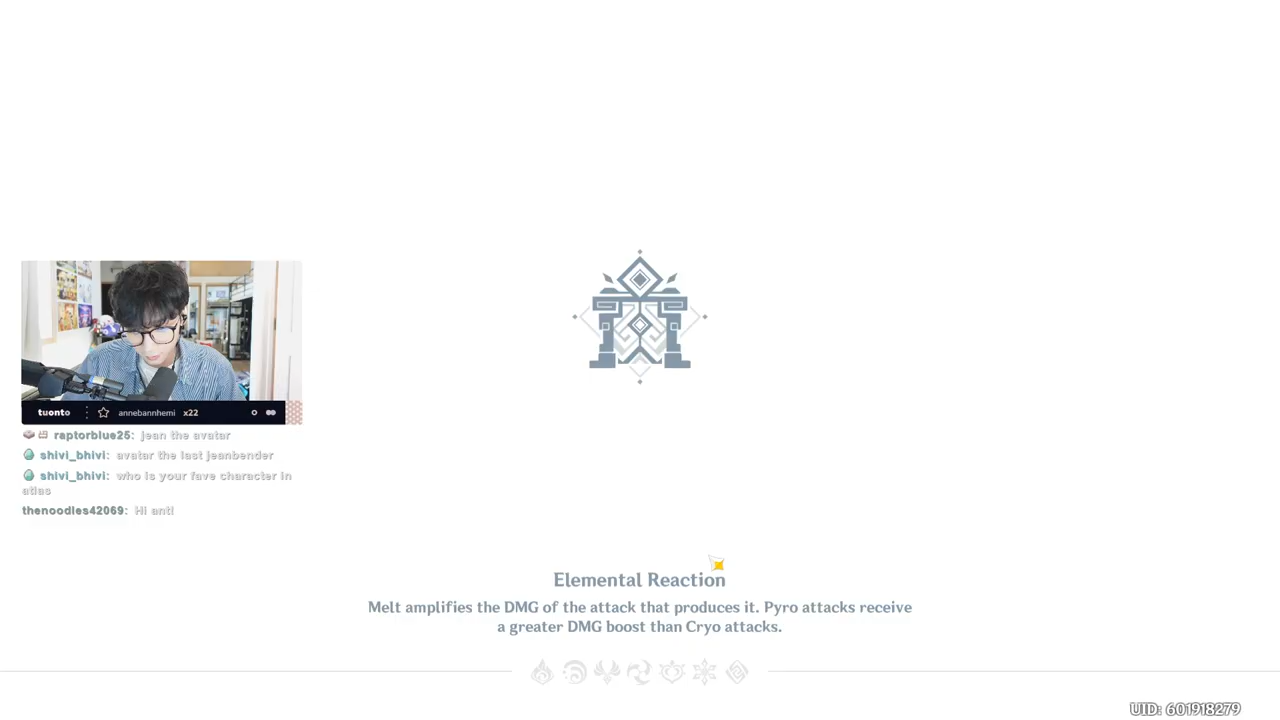 tuonto : annebannhemi x22
raptorblue25: jean the avatar
shivi_bhivi: avatar the last jeanbender
shivi_bhivi: who is your fave character in
atlas
thenoodles42069: Hi ant!
Elemental Reaction
Melt amplifies the DMG of the attack that produces it. Pyro attacks receive
a greater DMG boost than Cryo attacks.
UID: 601918279